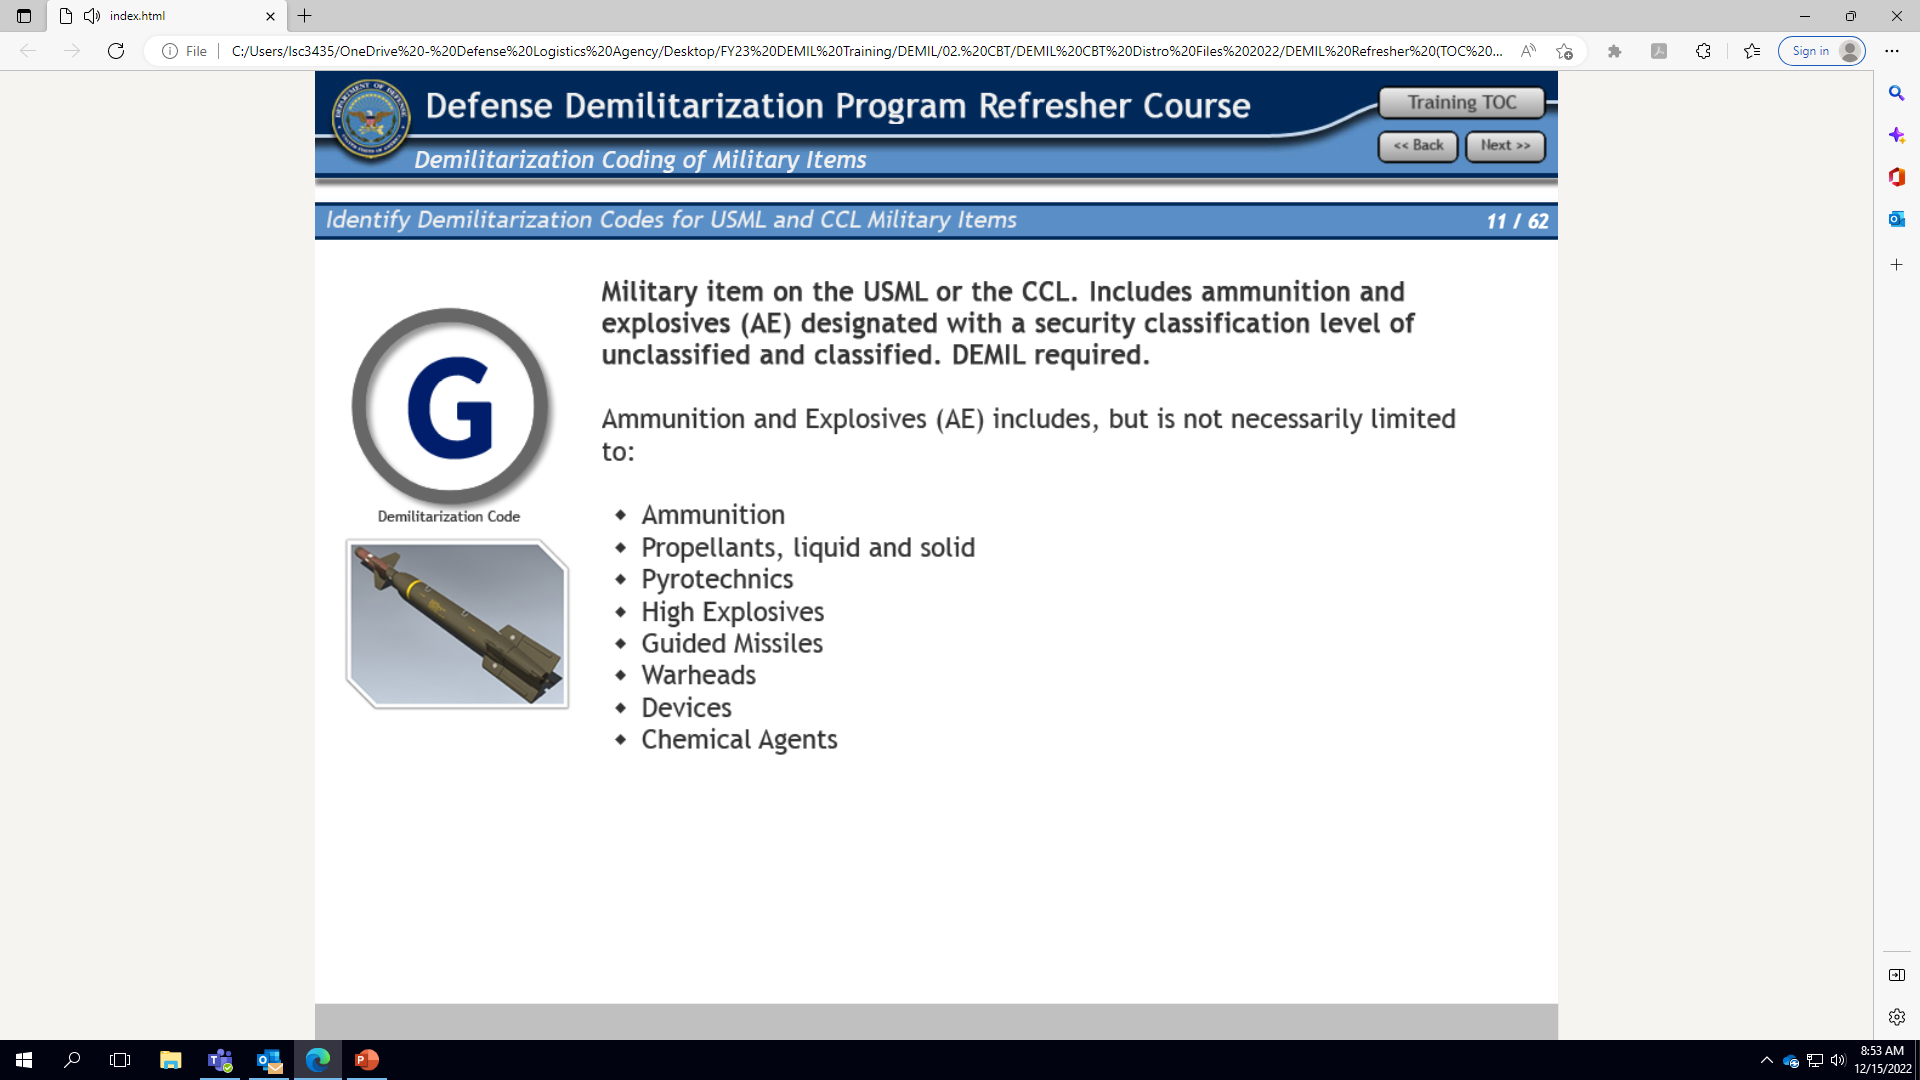 index.html
File
C:/Users/lsc3435/OneDrive%20-%20Defense%20Logistics%20Agency/Desktop/FY23%20DEMIL%20Training/DEMIL/02.%20CBT/DEMIL%20CBT%20Distro%20Files%202022/DEMIL%20Refresher%20(TOC%20...
Sign in
Defense Demilitarization Program Refresher Course
Training TOC
<< Back
Next >>
Demilitarization Coding of Military Items
Identify Demilitarization Codes for USML and CCL Military Items
11 / 62
Military item on the USML or the CCL. Includes ammunition and
explosives (AE) designated with a security classification level of
unclassified and classified. DEMIL required.
G
Demilitarization Code
Ammunition and Explosives (AE) includes, but is not necessarily limited
to:
Ammunition
Propellants, liquid and solid
Pyrotechnics
High Explosives
Guided Missiles
Warheads
Devices
Chemical Agents
8:53 AM
12/15/2022